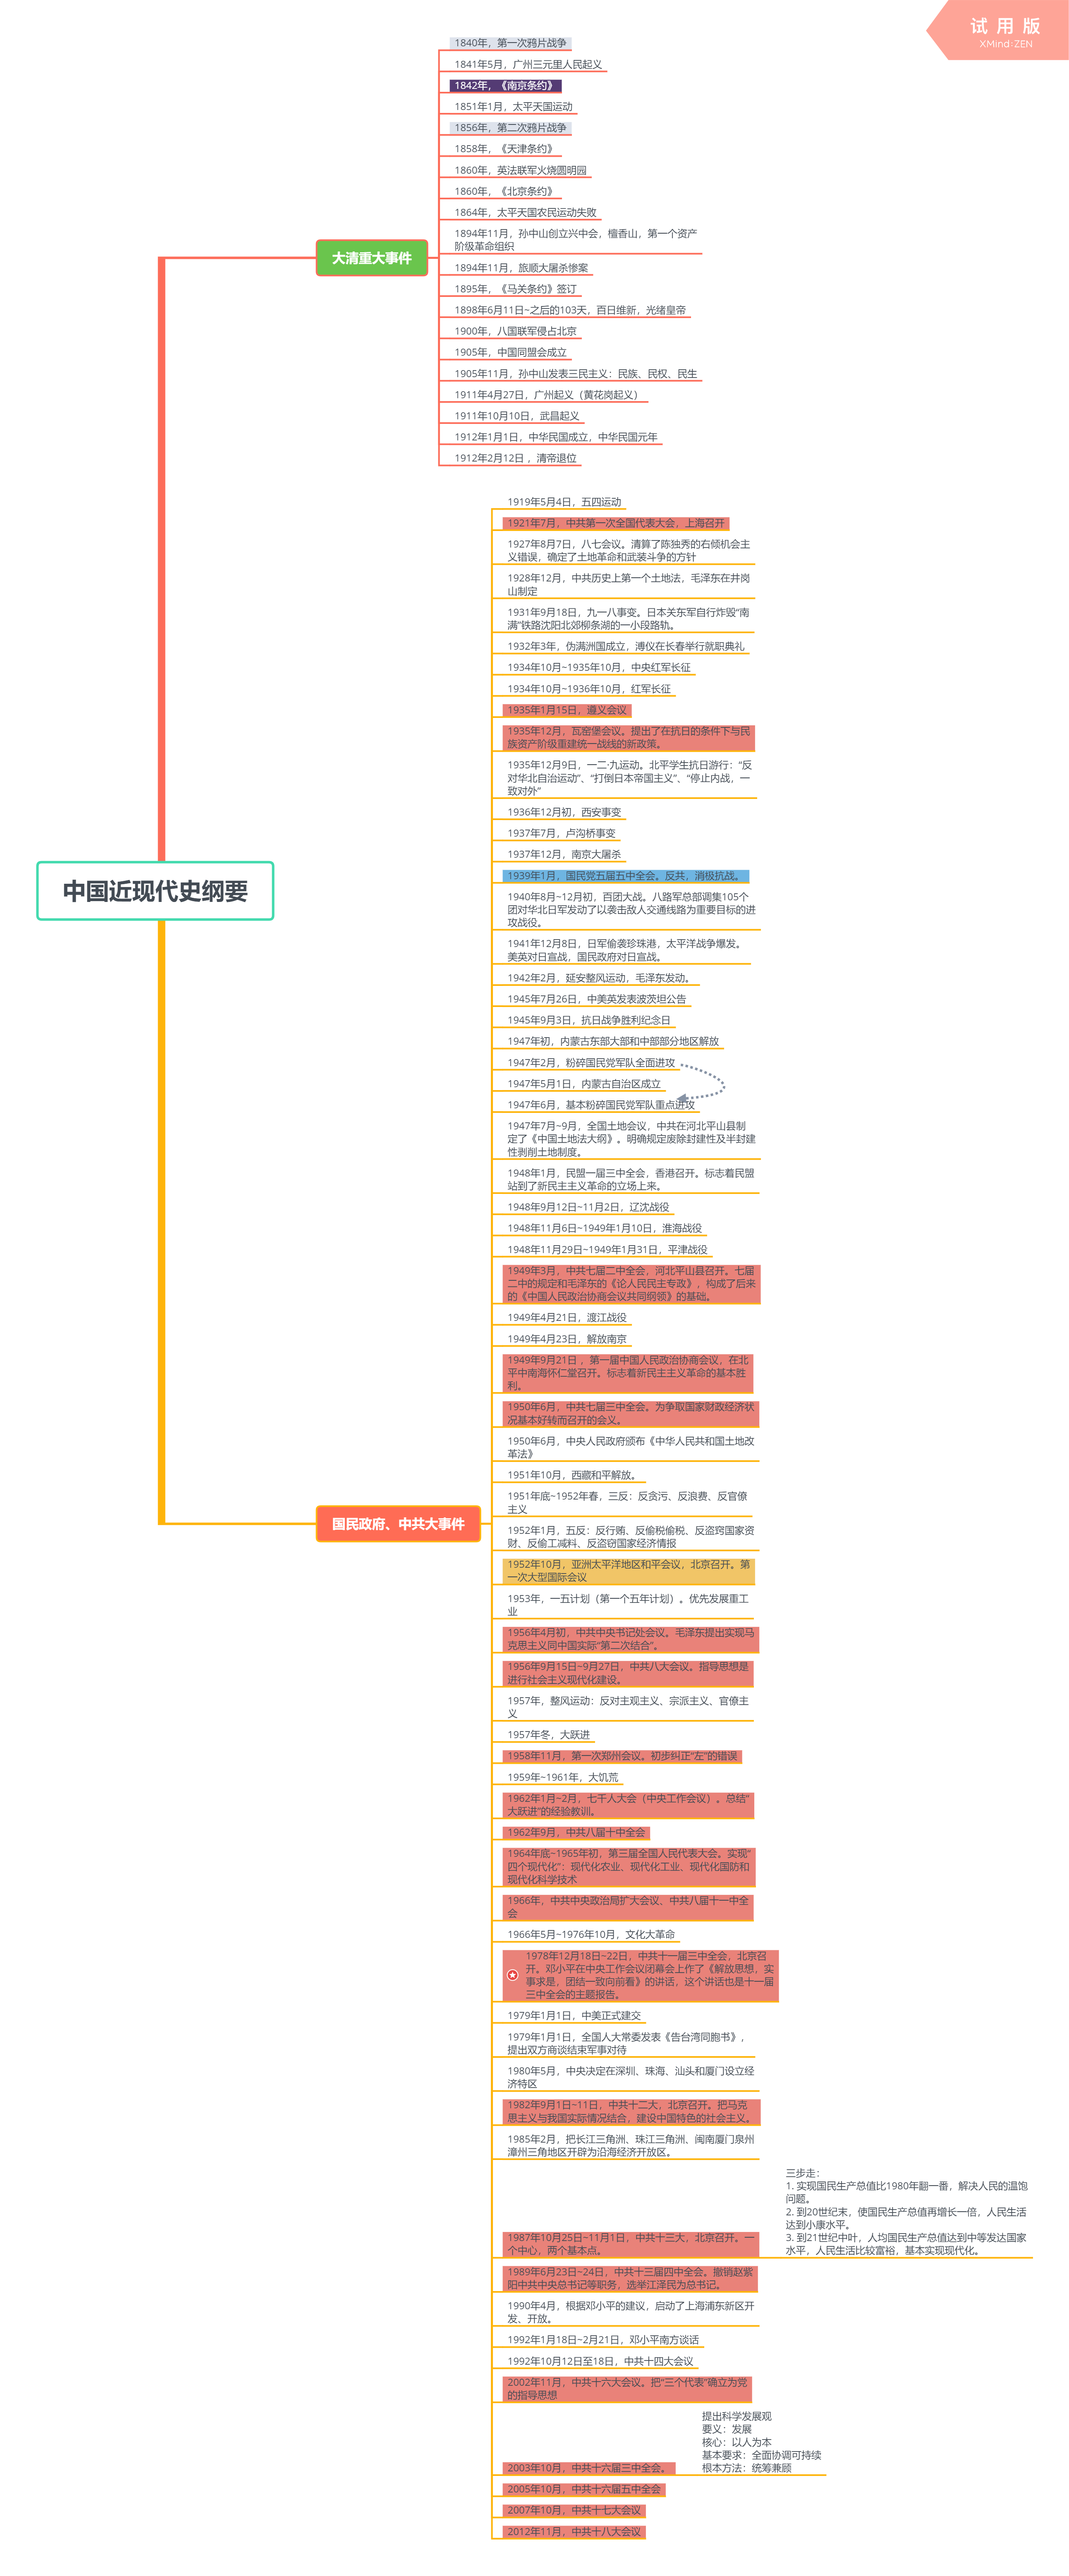 试 用 版
XMind:ZEN
1840年，第一次鸦片战争
1841年5月，广州三元里人民起义
1842年，《南京条约》
1851年1月，太平天国运动
1856年，第二次鸦片战争
1858年，《天津条约》
1860年，英法联军火烧圆明园
1860年，《北京条约》
1864年，太平天国农民运动失败
1894年11月，孙中山创立兴中会，檀香山，第一个资产
阶级革命组织
大清重大事件
1894年11月，旅顺大屠杀惨案
1895年，《马关条约》签订
1898年6月11日~之后的103天，百日维新，光绪皇帝
1900年，八国联军侵占北京
1905年，中国同盟会成立
1905年11月，孙中山发表三民主义：民族、民权、民生
1911年4月27日，广州起义（黄花岗起义）
1911年10月10日，武昌起义
1912年1月1日，中华民国成立，中华民国元年
1912年2月12日 ，清帝退位
1919年5月4日，五四运动
1921年7月，中共第一次全国代表大会，上海召开
1927年8月7日，八七会议。清算了陈独秀的右倾机会主
义错误，确定了土地革命和武装斗争的方针
1928年12月，中共历史上第一个土地法，毛泽东在井岗
山制定
1931年9月18日，九一八事变。日本关东军自行炸毁“南
满”铁路沈阳北郊柳条湖的一小段路轨。
1932年3年，伪满洲国成立，溥仪在长春举行就职典礼
1934年10月~1935年10月，中央红军长征
1934年10月~1936年10月，红军长征
1935年1月15日，遵义会议
1935年12月，瓦窑堡会议。提出了在抗日的条件下与民
族资产阶级重建统一战线的新政策。
1935年12月9日，一二·九运动。北平学生抗日游行：“反
对华北自治运动”、“打倒日本帝国主义”、“停止内战，一
致对外”
1936年12月初，西安事变
1937年7月，卢沟桥事变
1937年12月，南京大屠杀
中国近现代史纲要
1939年1月，国民党五届五中全会。反共，消极抗战。
1940年8月~12月初，百团大战。八路军总部调集105个
团对华北日军发动了以袭击敌人交通线路为重要目标的进
攻战役。
1941年12月8日，日军偷袭珍珠港，太平洋战争爆发。
美英对日宣战，国民政府对日宣战。
1942年2月，延安整风运动，毛泽东发动。
1945年7月26日，中美英发表波茨坦公告
1945年9月3日，抗日战争胜利纪念日
1947年初，内蒙古东部大部和中部部分地区解放
1947年2月，粉碎国民党军队全面进攻
1947年5月1日，内蒙古自治区成立
1947年6月，基本粉碎国民党军队重点进攻
1947年7月~9月，全国土地会议，中共在河北平山县制
定了《中国土地法大纲》。明确规定废除封建性及半封建
性剥削土地制度。
1948年1月，民盟一届三中全会，香港召开。标志着民盟
站到了新民主主义革命的立场上来。
1948年9月12日~11月2日，辽沈战役
1948年11月6日~1949年1月10日，淮海战役
1948年11月29日~1949年1月31日，平津战役
1949年3月，中共七届二中全会，河北平山县召开。七届
二中的规定和毛泽东的《论人民民主专政》，构成了后来
的《中国人民政治协商会议共同纲领》的基础。
1949年4月21日，渡江战役
1949年4月23日，解放南京
1949年9月21日 ，第一届中国人民政治协商会议，在北
平中南海怀仁堂召开。标志着新民主主义革命的基本胜
利。
1950年6月，中共七届三中全会。为争取国家财政经济状
况基本好转而召开的会义。
1950年6月，中央人民政府颁布《中华人民共和国土地改
革法》
1951年10月，西藏和平解放。
1951年底~1952年春，三反：反贪污、反浪费、反官僚
主义
国民政府、中共大事件
1952年1月，五反：反行贿、反偷税偷税、反盗窍国家资
财、反偷工减料、反盗窃国家经济情报
1952年10月，亚洲太平洋地区和平会议，北京召开。第
一次大型国际会议
1953年，一五计划（第一个五年计划）。优先发展重工
业
1956年4月初，中共中央书记处会议。毛泽东提出实现马
克思主义同中国实际“第二次结合”。
1956年9月15日~9月27日，中共八大会议。指导思想是
进行社会主义现代化建设。
1957年，整风运动：反对主观主义、宗派主义、官僚主
义
1957年冬，大跃进
1958年11月，第一次郑州会议。初步纠正“左”的错误
1959年~1961年，大饥荒
1962年1月~2月，七千人大会（中央工作会议）。总结“
大跃进”的经验教训。
1962年9月，中共八届十中全会
1964年底~1965年初，第三届全国人民代表大会。实现“
四个现代化”：现代化农业、现代化工业、现代化国防和
现代化科学技术
1966年，中共中央政治局扩大会议、中共八届十一中全
会
1966年5月~1976年10月，文化大革命
1978年12月18日~22日，中共十一届三中全会，北京召
开。邓小平在中央工作会议闭幕会上作了《解放思想，实
事求是，团结一致向前看》的讲话，这个讲话也是十一届
三中全会的主题报告。
1979年1月1日，中美正式建交
1979年1月1日，全国人大常委发表《告台湾同胞书》，
提出双方商谈结束军事对待
1980年5月，中央决定在深圳、珠海、汕头和厦门设立经
济特区
1982年9月1日~11日，中共十二大，北京召开。把马克
思主义与我国实际情况结合，建设中国特色的社会主义。
1985年2月，把长江三角洲、珠江三角洲、闽南厦门泉州
漳州三角地区开辟为沿海经济开放区。
三步走：
1. 实现国民生产总值比1980年翻一番，解决人民的温饱
问题。
2. 到20世纪末，使国民生产总值再增长一倍，人民生活
达到小康水平。
3. 到21世纪中叶，人均国民生产总值达到中等发达国家
水平，人民生活比较富裕，基本实现现代化。
1987年10月25日~11月1日，中共十三大，北京召开。一
个中心，两个基本点。
1989年6月23日~24日，中共十三届四中全会。撤销赵紫
阳中共中央总书记等职务，选举江泽民为总书记。
1990年4月，根据邓小平的建议，启动了上海浦东新区开
发、开放。
1992年1月18日~2月21日，邓小平南方谈话
1992年10月12日至18日，中共十四大会议
2002年11月，中共十六大会议。把“三个代表”确立为党
的指导思想
提出科学发展观
要义：发展
核心：以人为本
基本要求：全面协调可持续
根本方法：统筹兼顾
2003年10月，中共十六届三中全会。
2005年10月，中共十六届五中全会
2007年10月，中共十七大会议
2012年11月，中共十八大会议